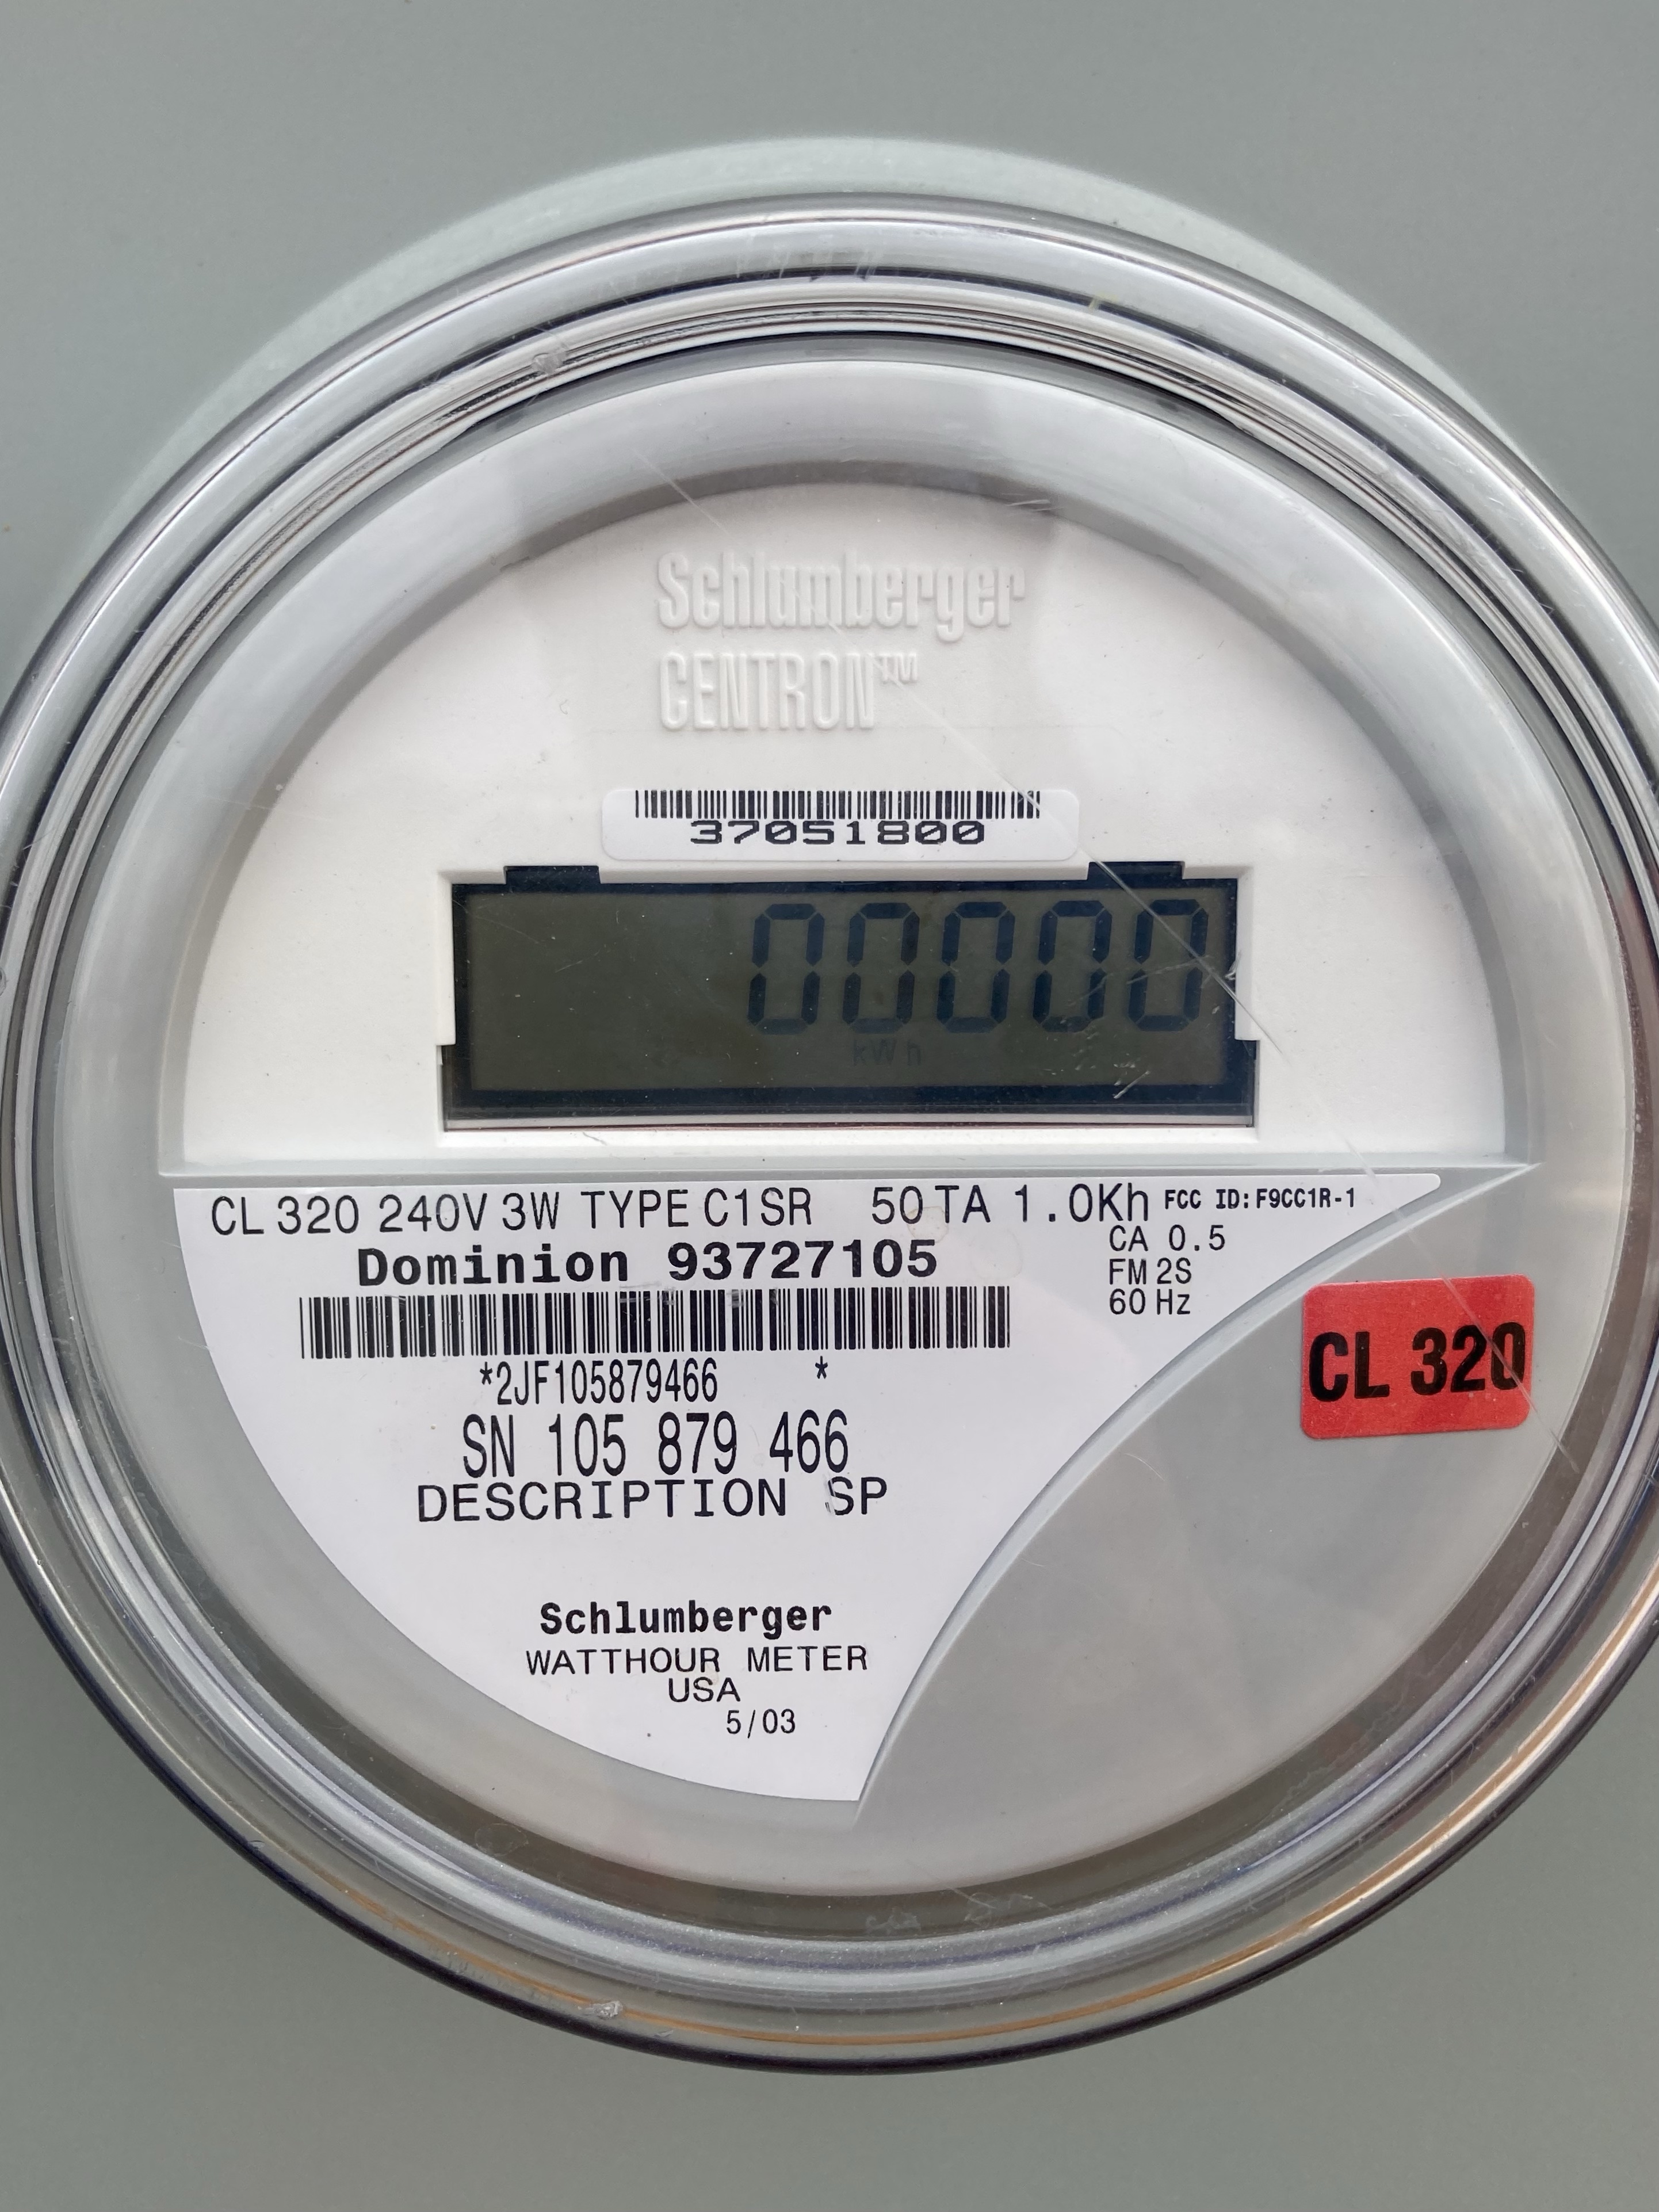 Schlumberger
CENTRON™
37051800
00000
kWh
CL 320 240V 3W TYPE C1SR 50 TA 1.0Kh FCC ID: F9CC1R-1
CA 0.5
FM 2S
60 Hz
Dominion 93727105
*2JF105879466 *
SN 105 879 466
DESCRIPTION SP
CL 320
Schlumberger
WATTHOUR METER
USA
5/03